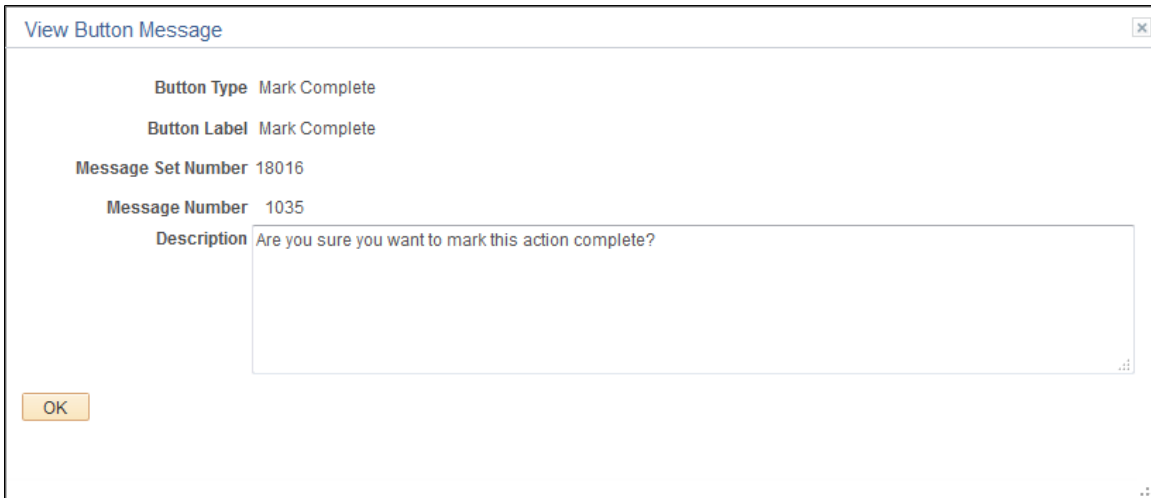 View Button Message
Button Type Mark Complete
Button Label Mark Complete
Message Set Number 18016
Message Number 1035
Description Are you sure you want to mark this action complete?
OK